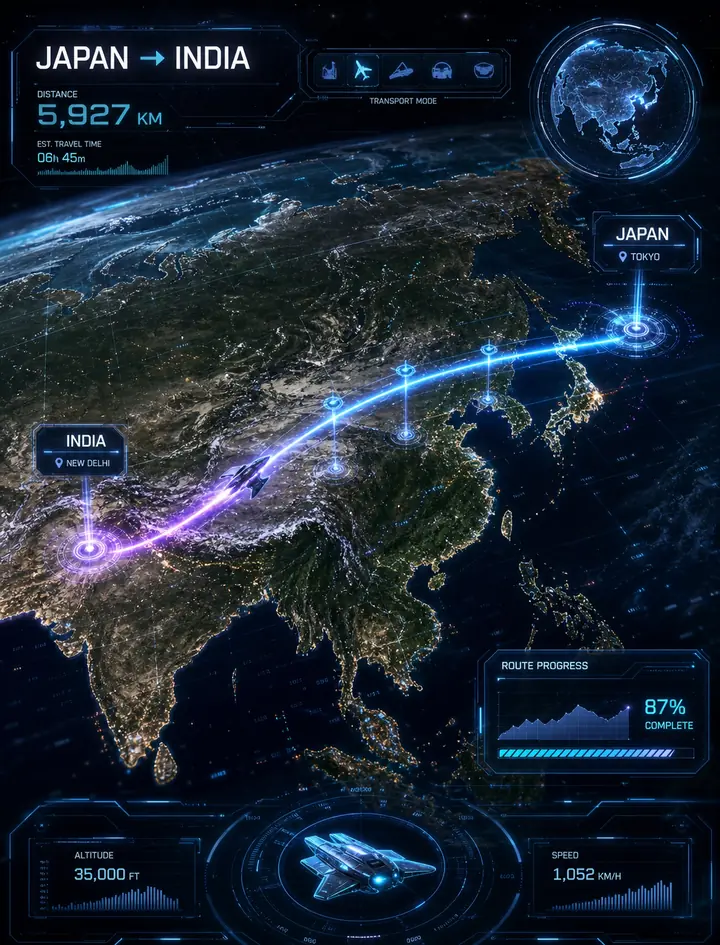 JAPAN → INDIA
DISTANCE
5,927 KM
EST. TRAVEL TIME
06h 45m
TRANSPORT MODE
JAPAN
TOKYO
INDIA
NEW DELHI
ROUTE PROGRESS
87%
COMPLETE
ALTITUDE
35,000 FT
SPEED
1,052 KM/H